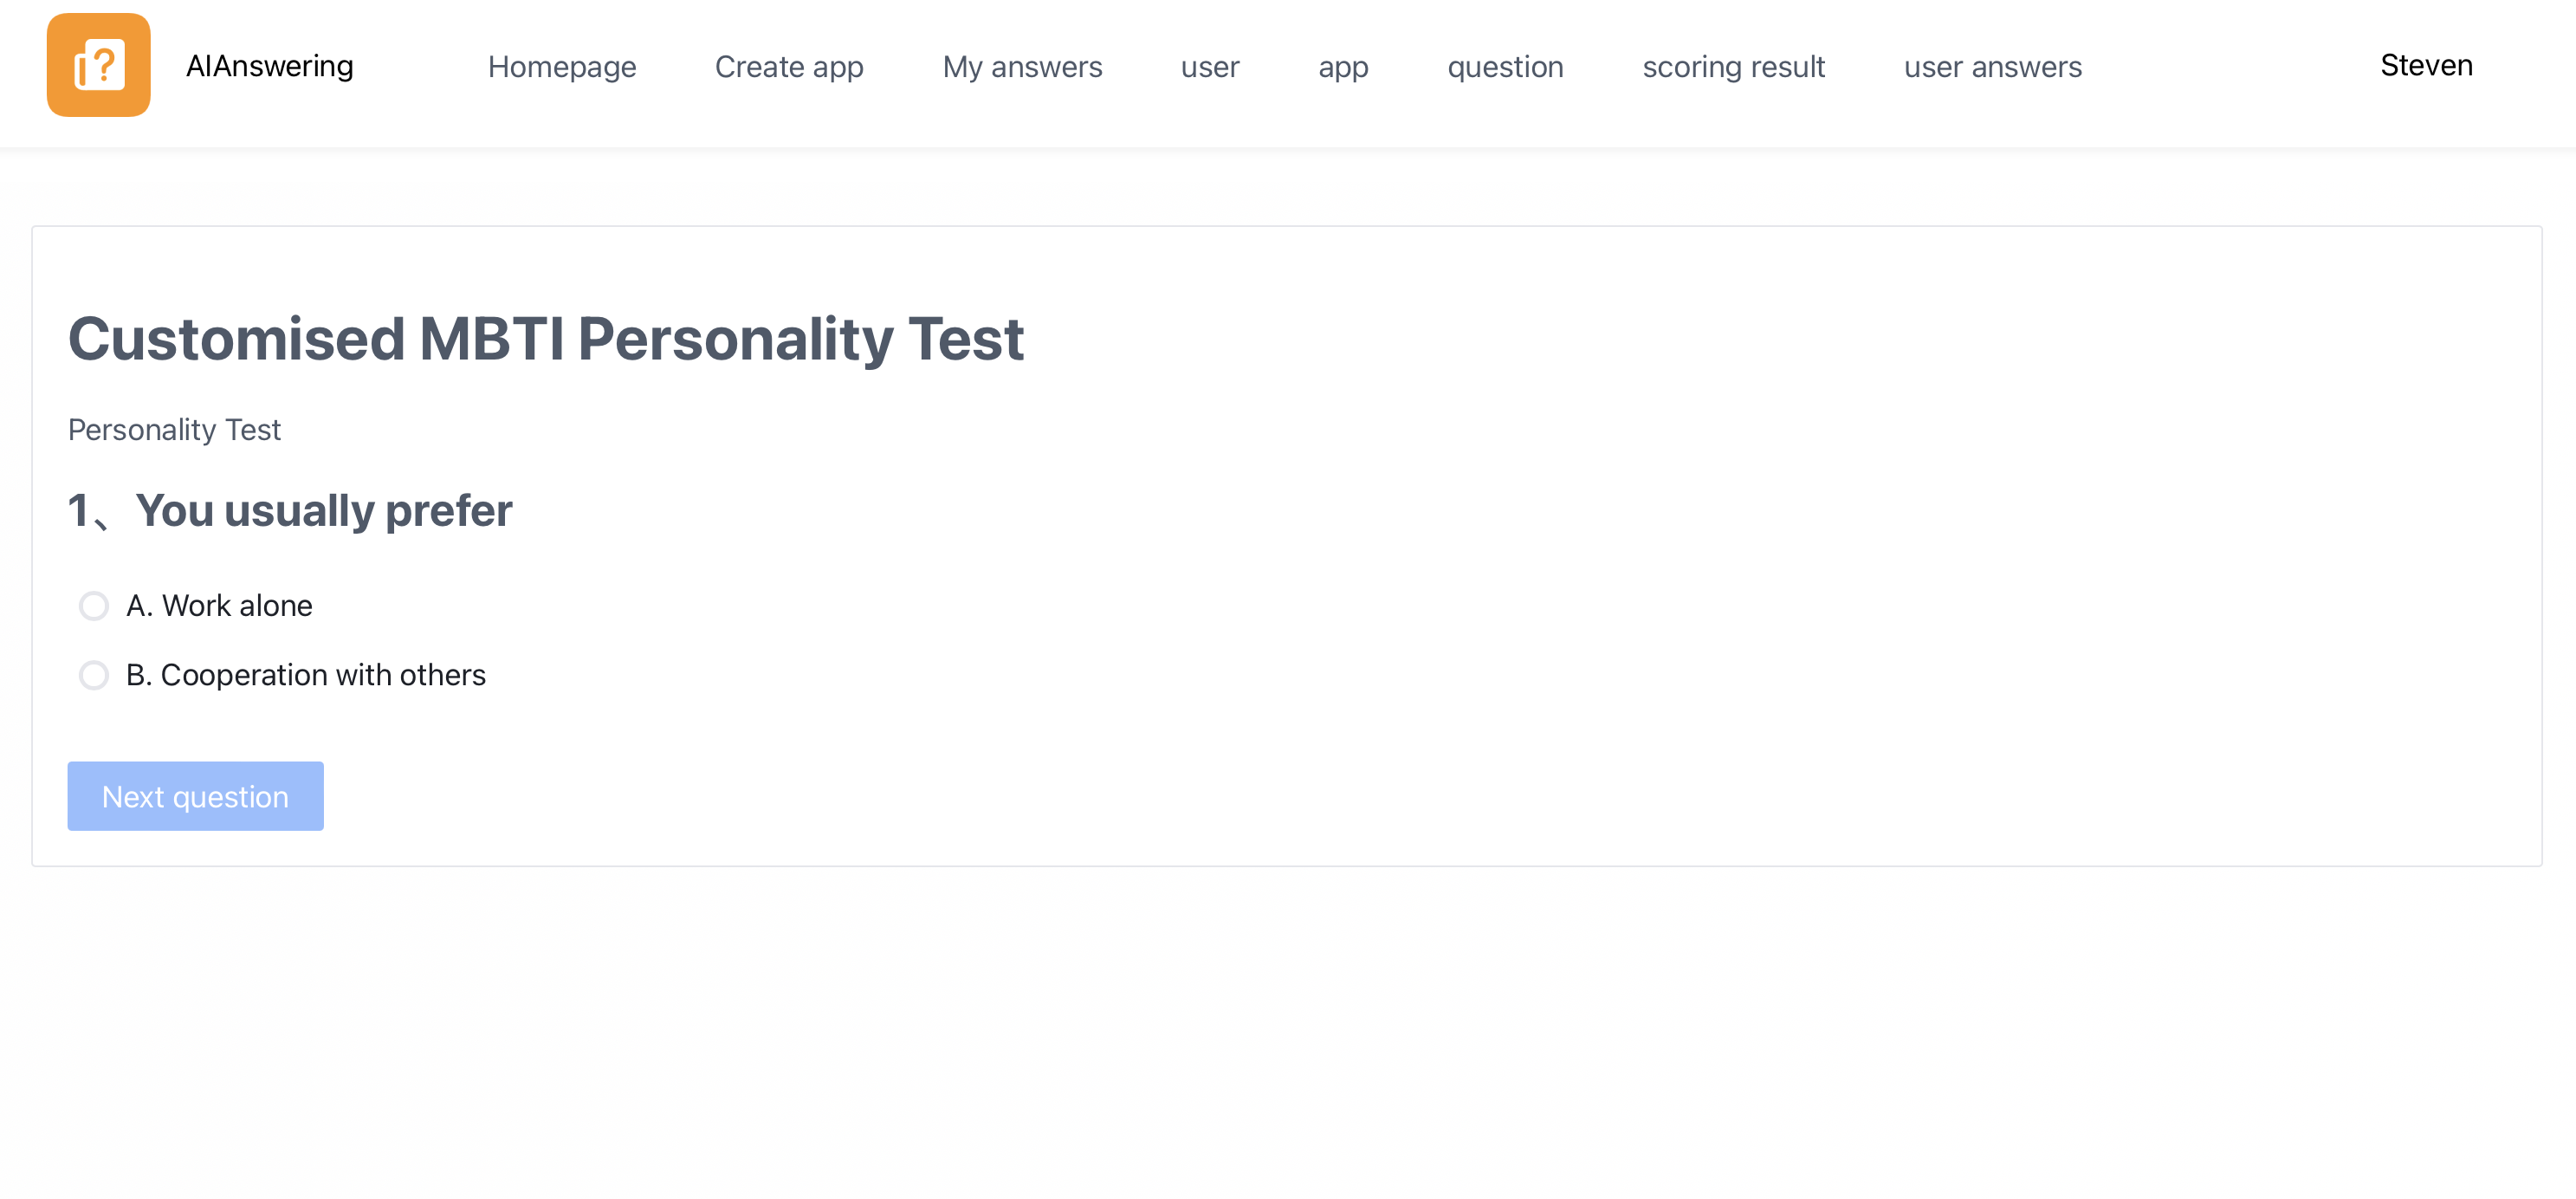 ?
AIAnswering Homepage Create app My answers user app question scoring result user answers Steven
Customised MBTI Personality Test
Personality Test
1、You usually prefer
A. Work alone
B. Cooperation with others
Next question